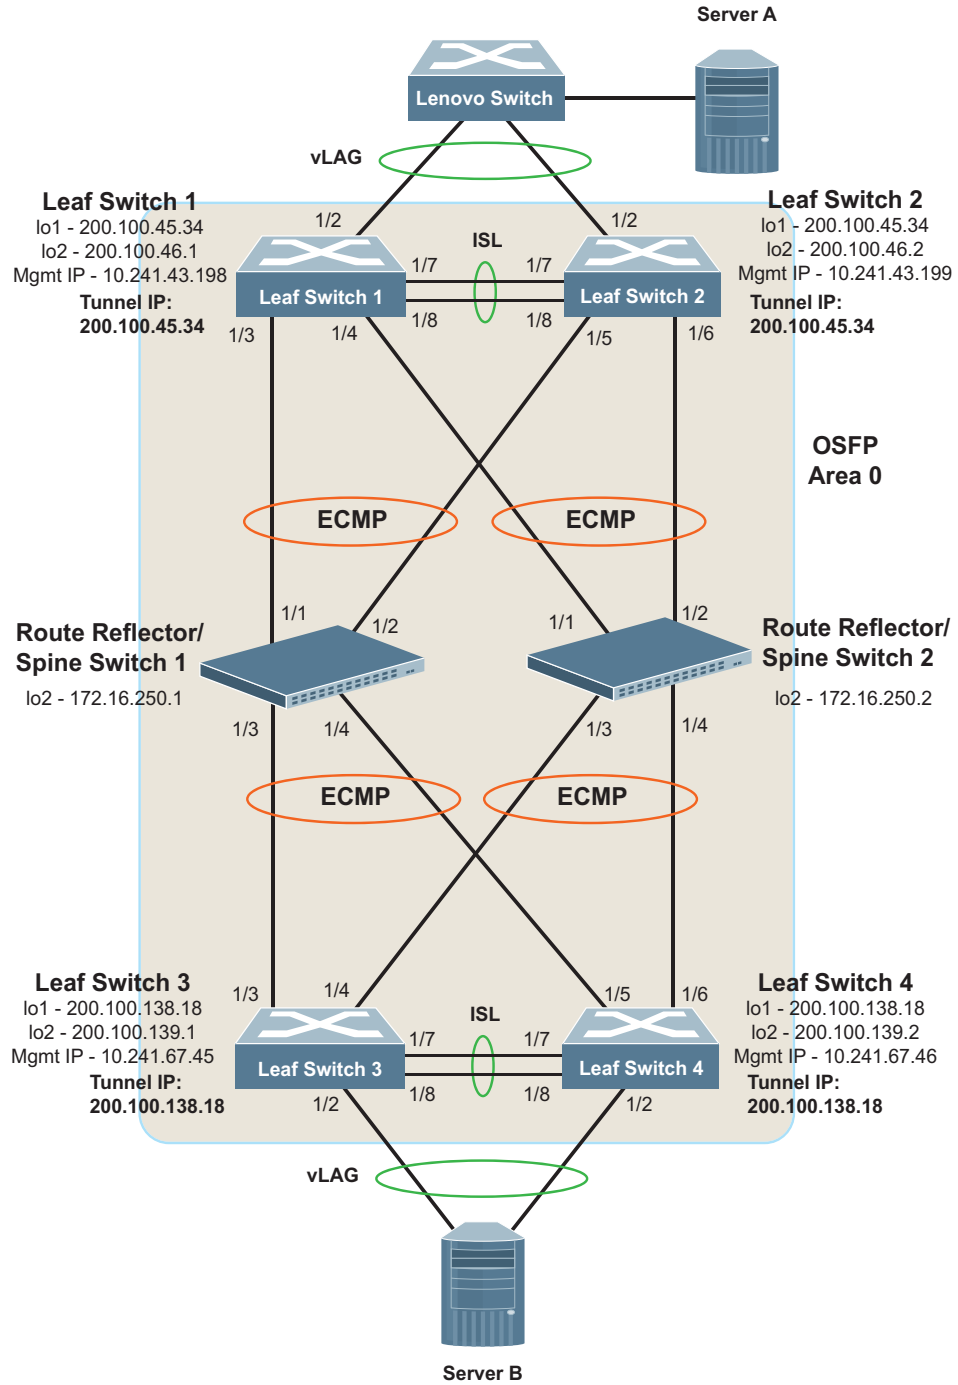 Server A
Lenovo Switch
vLAG
Leaf Switch 1
lo1 - 200.100.45.34
lo2 - 200.100.46.1
Mgmt IP - 10.241.43.198
Tunnel IP:
200.100.45.34
Leaf Switch 2
lo1 - 200.100.45.34
lo2 - 200.100.46.2
Mgmt IP - 10.241.43.199
Tunnel IP:
200.100.45.34
1/2
1/2
ISL
1/7
1/7
Leaf Switch 1
Leaf Switch 2
1/8
1/8
1/3
1/4
1/5
1/6
OSFP
Area 0
ECMP
ECMP
1/1
1/2
1/1
1/2
Route Reflector/
Spine Switch 1
lo2 - 172.16.250.1
Route Reflector/
Spine Switch 2
lo2 - 172.16.250.2
1/3
1/4
1/3
1/4
ECMP
ECMP
Leaf Switch 3
lo1 - 200.100.138.18
lo2 - 200.100.139.1
Mgmt IP - 10.241.67.45
Tunnel IP:
200.100.138.18
Leaf Switch 4
lo1 - 200.100.138.18
lo2 - 200.100.139.2
Mgmt IP - 10.241.67.46
Tunnel IP:
200.100.138.18
1/3
1/4
1/5
1/6
ISL
1/7
1/7
Leaf Switch 3
Leaf Switch 4
1/8
1/8
1/2
1/2
vLAG
Server B